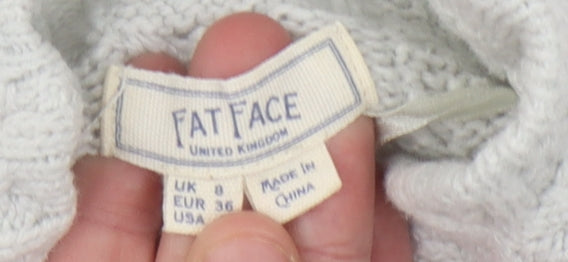 FAT FACE
UNITED KINGDOM
UK 8
EUR 36
USA
MADE IN
CHINA